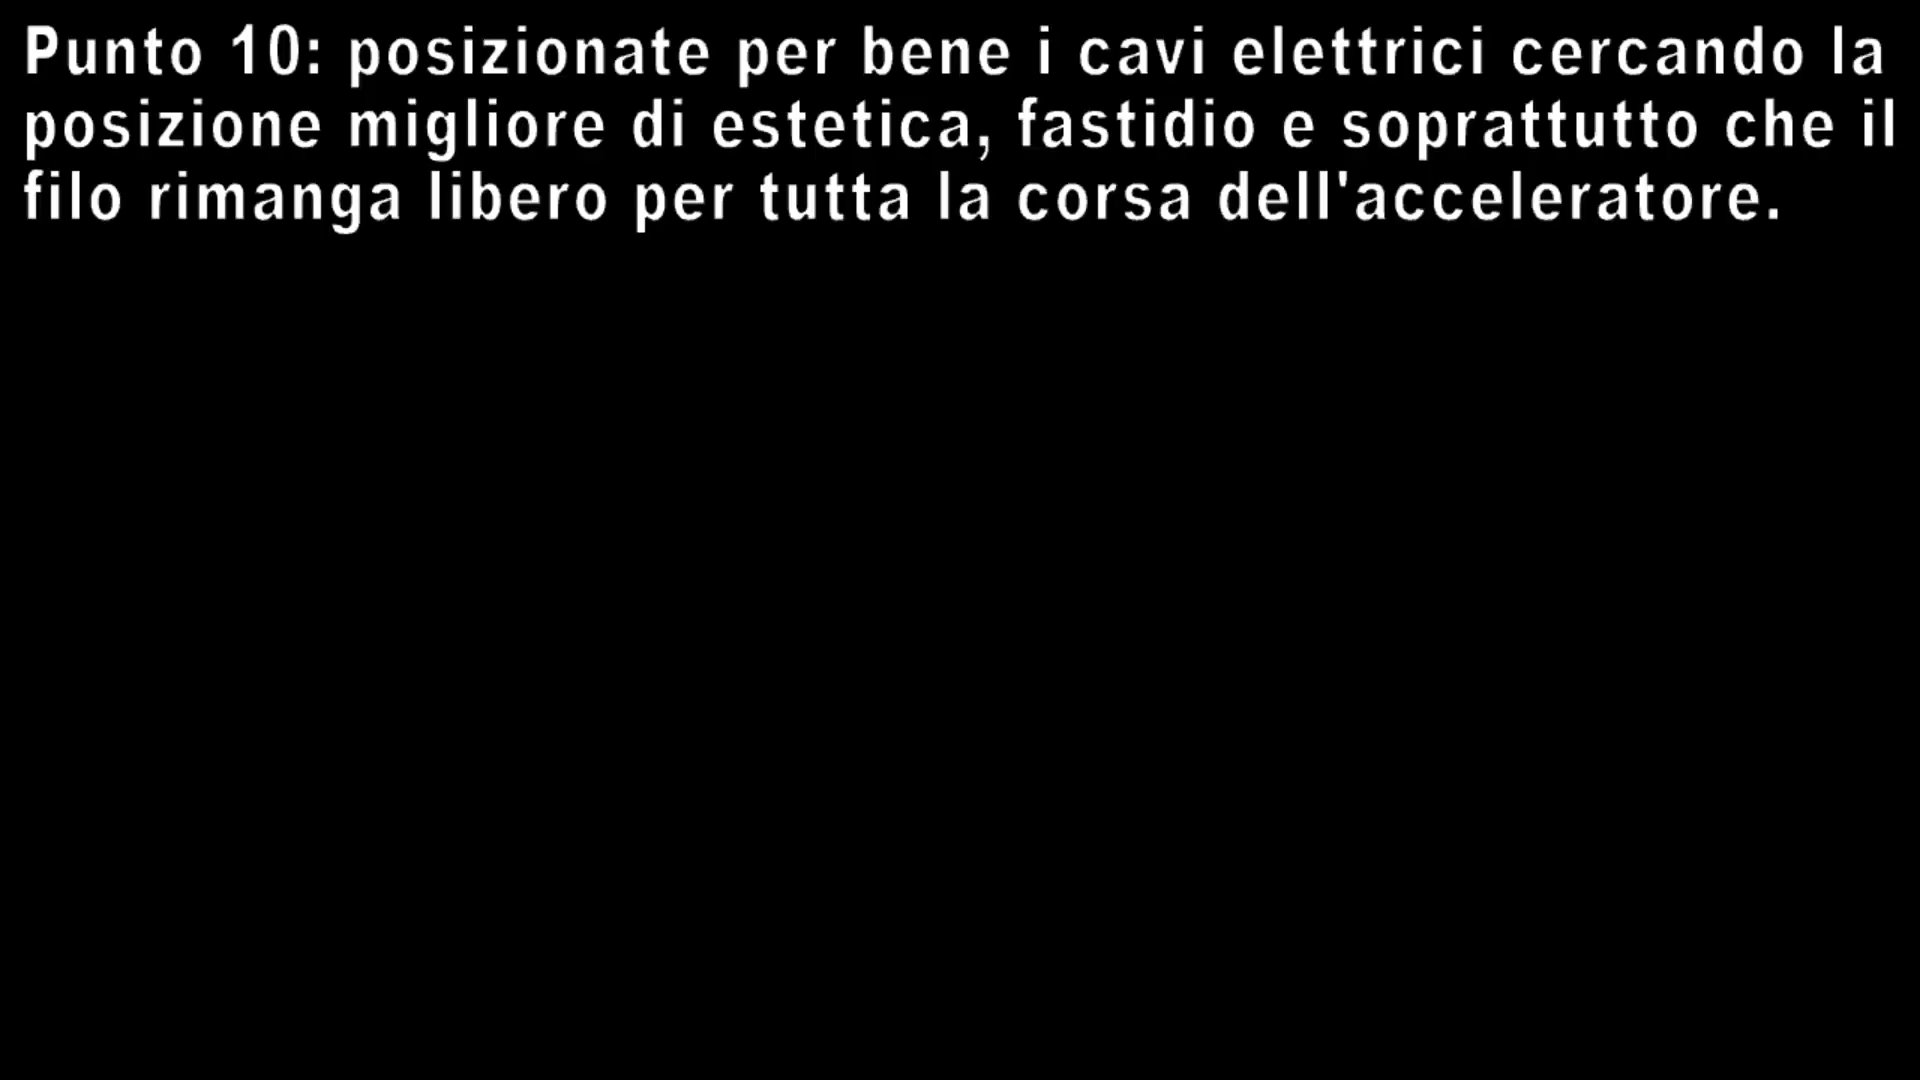 Punto 10: posizionate per bene i cavi elettrici cercando la
posizione migliore di estetica, fastidio e soprattutto che il
filo rimanga libero per tutta la corsa dell'acceleratore.